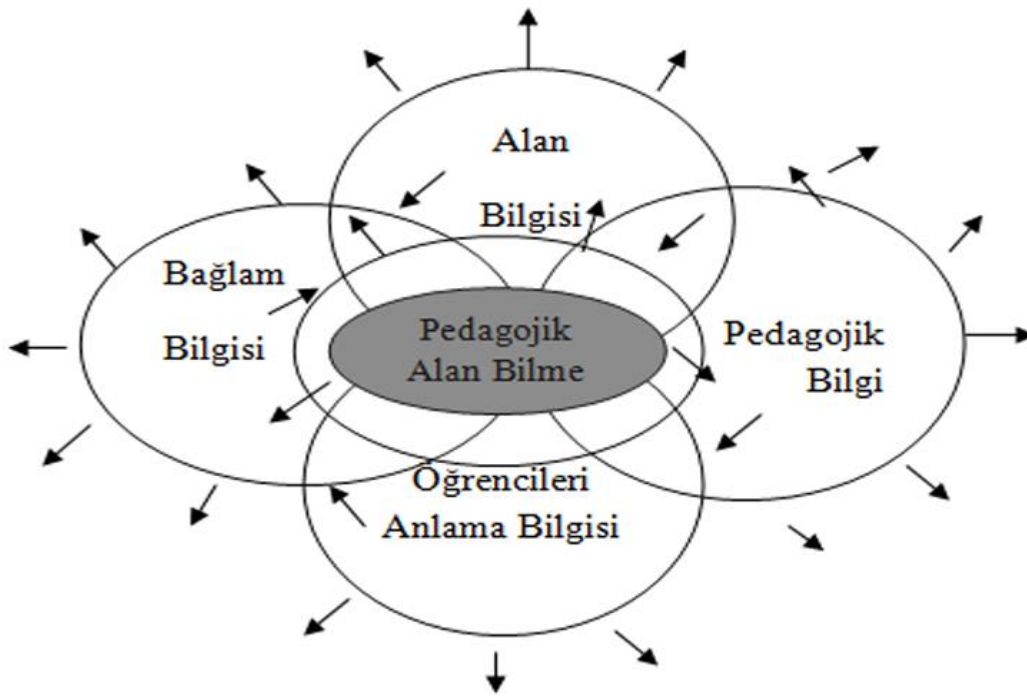 Alan
Bilgisi
Bağlam
Bilgisi
Pedagojik
Alan Bilme
Pedagojik
Bilgi
Öğrencileri
Anlama Bilgisi